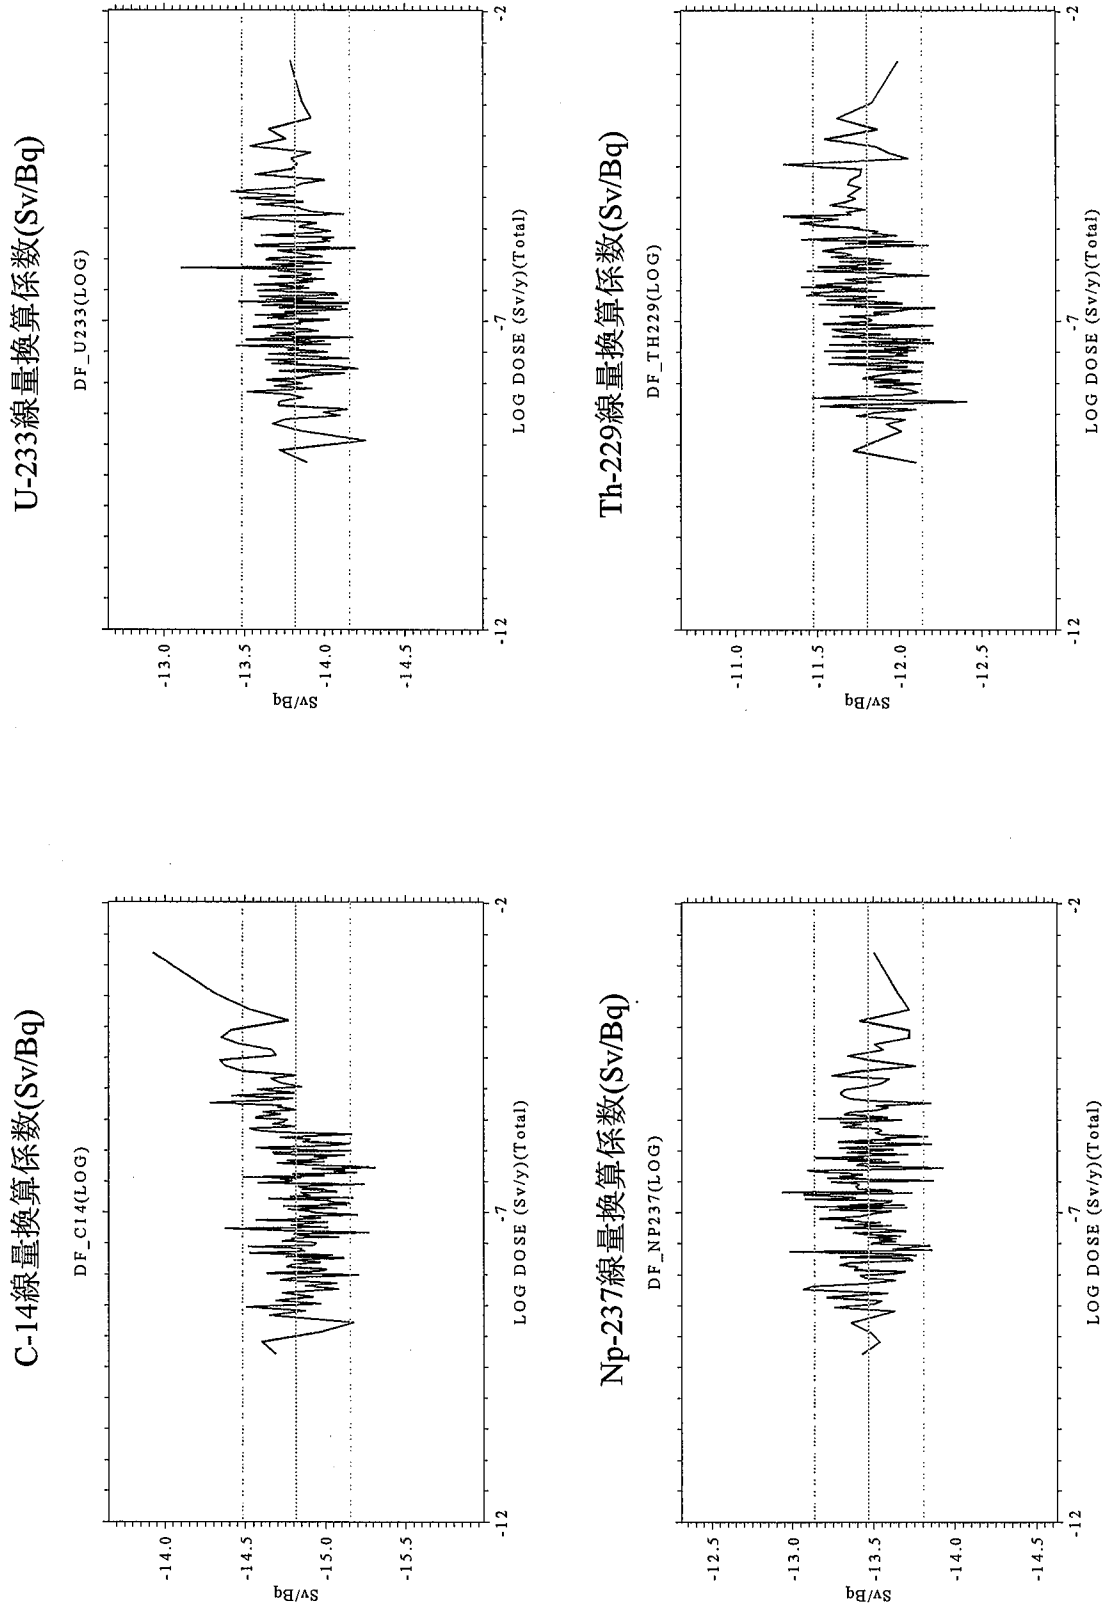 C-14線量換算係数(Sv/Bq)
DF_C14(LOG)
-14.0
-14.5
-15.0
-15.5
Sv/Bq
-12
-7
-2
LOG DOSE (Sv/y)(Total)
U-233線量換算係数(Sv/Bq)
DF_U233(LOG)
-13.0
-13.5
-14.0
-14.5
Sv/Bq
-12
-7
-2
LOG DOSE (Sv/y)(Total)
Np-237線量換算係数(Sv/Bq)
DF_NP237(LOG)
-12.5
-13.0
-13.5
-14.0
-14.5
Sv/Bq
-12
-7
-2
LOG DOSE (Sv/y)(Total)
Th-229線量換算係数(Sv/Bq)
DF_TH229(LOG)
-11.0
-11.5
-12.0
-12.5
Sv/Bq
-12
-7
-2
LOG DOSE (Sv/y)(Total)